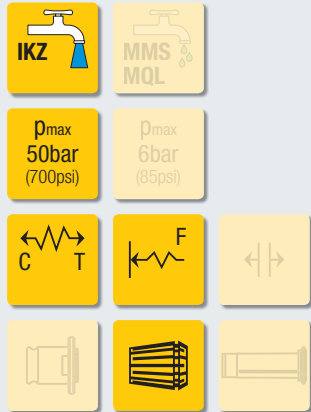 IKZ
MMS
MQL
pmax
50bar
(700psi)
pmax
6bar
(85psi)
C T
F